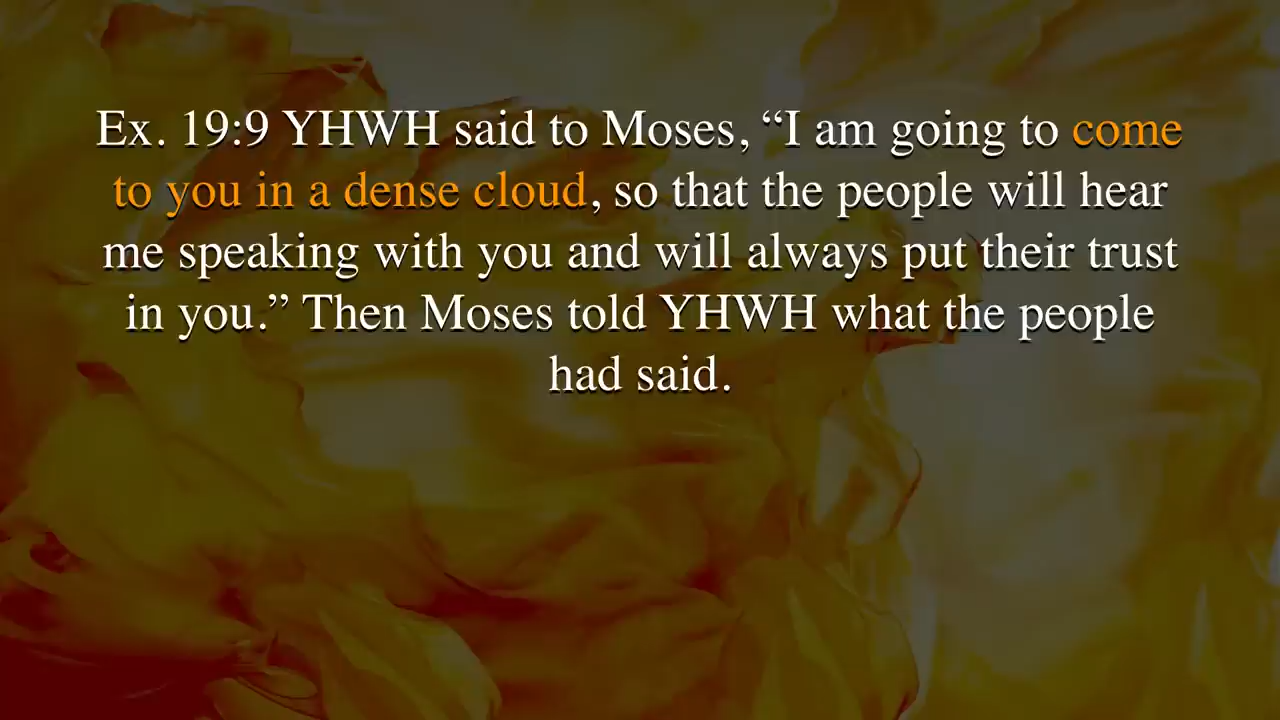 Ex. 19:9 YHWH said to Moses, “I am going to come
to you in a dense cloud, so that the people will hear
me speaking with you and will always put their trust
in you.” Then Moses told YHWH what the people
had said.